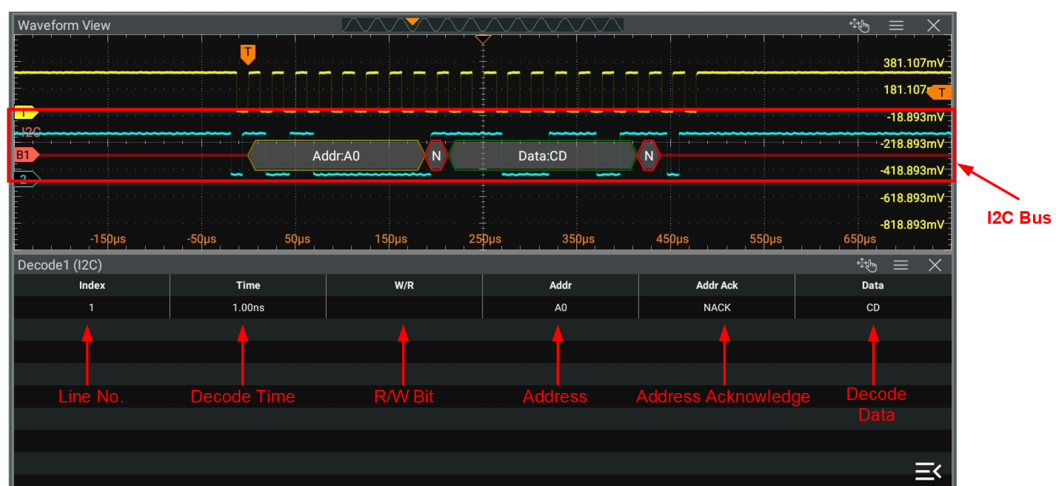 Waveform View
T
381.107mV
181.107
T
1
-18.893mV
I2C
-218.893mV
B1
Addr:A0
N
Data:CD
N
-418.893mV
2
-618.893mV
I2C Bus
-818.893mV
-150µs
-50µs
50µs
150µs
250µs
350µs
450µs
550µs
650µs
Decode1 (I2C)
Index
Time
W/R
Addr
Addr Ack
Data
1
1.00ns
A0
NACK
CD
Line No.
Decode Time
R/W Bit
Address
Address Acknowledge
Decode
Data